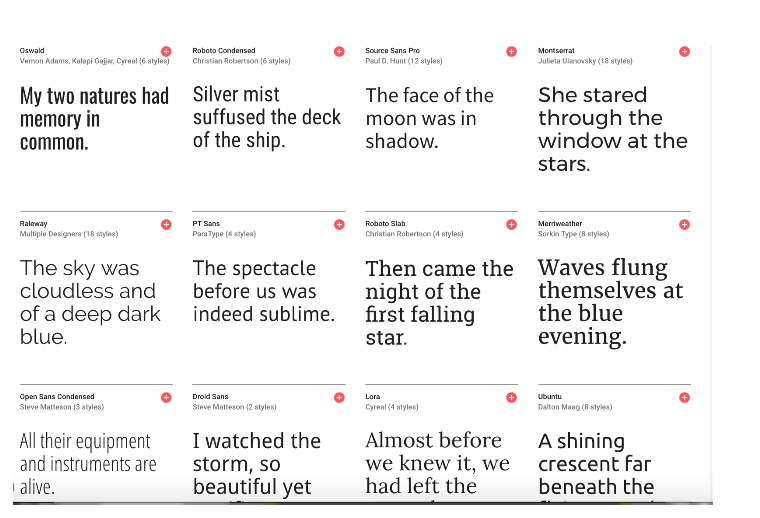 Oswald
Vernon Adams, Kalapi Gajjar, Cyreal (6 styles)
My two natures had
memory in
common.
Roboto Condensed
Christian Robertson (6 styles)
Silver mist
suffused the deck
of the ship.
Source Sans Pro
Paul D. Hunt (12 styles)
The face of the
moon was in
shadow.
Montserrat
Julieta Ulanovsky (18 styles)
She stared
through the
window at the
stars.
Raleway
Multiple Designers (18 styles)
The sky was
cloudless and
of a deep dark
blue.
PT Sans
ParaType (4 styles)
The spectacle
before us was
indeed sublime.
Roboto Slab
Christian Robertson (4 styles)
Then came the
night of the
first falling
star.
Merriweather
Sorkin Type (8 styles)
Waves flung
themselves at
the blue
evening.
Open Sans Condensed
Steve Matteson (3 styles)
All their equipment
and instruments are
alive.
Droid Sans
Steve Matteson (2 styles)
I watched the
storm, so
beautiful yet
Lora
Cyreal (4 styles)
Almost before
we knew it, we
had left the
Ubuntu
Dalton Maag (8 styles)
A shining
crescent far
beneath the